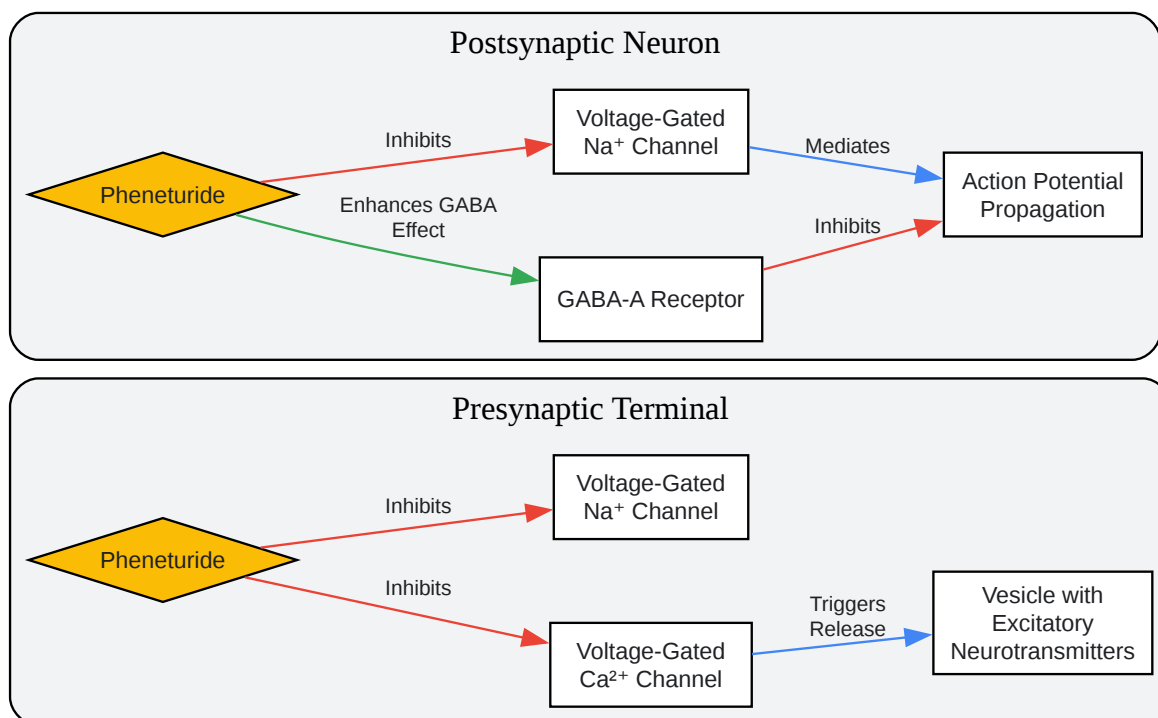 Postsynaptic Neuron
Pheneturide
Inhibits
Enhances GABA
Effect
Voltage-Gated
Na⁺ Channel
GABA-A Receptor
Mediates
Inhibits
Action Potential
Propagation
Presynaptic Terminal
Pheneturide
Inhibits
Inhibits
Voltage-Gated
Na⁺ Channel
Voltage-Gated
Ca²⁺ Channel
Triggers
Release
Vesicle with
Excitatory
Neurotransmitters